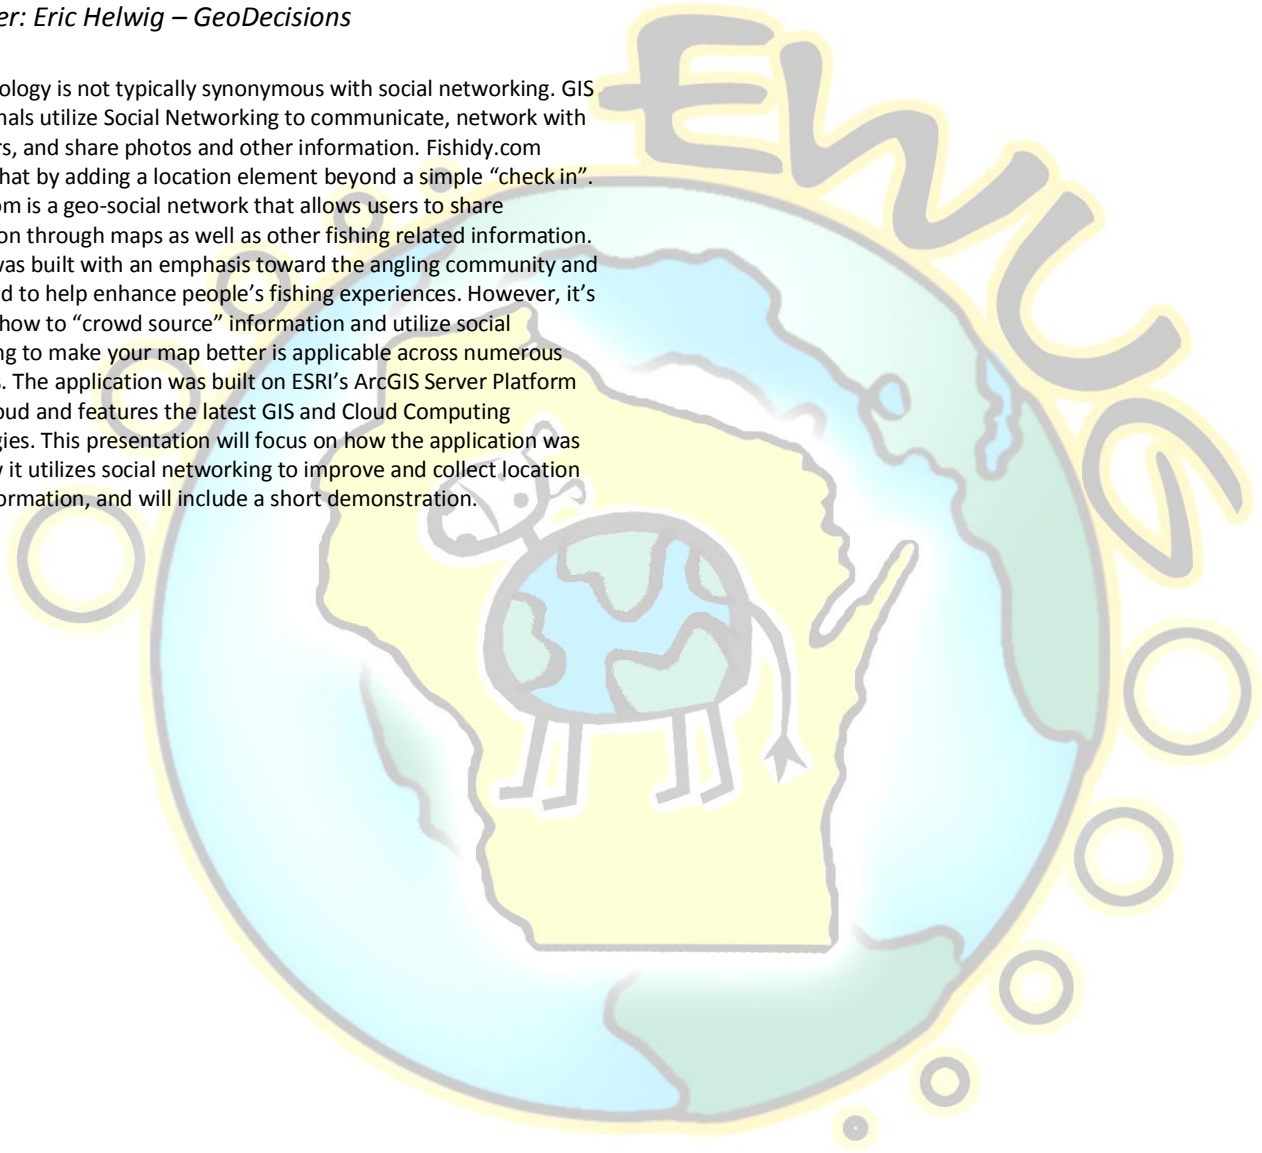 er: Eric Helwig – GeoDecisions
ology is not typically synonymous with social networking. GIS
nals utilize Social Networking to communicate, network with
rs, and share photos and other information. Fishidy.com
hat by adding a location element beyond a simple “check in”.
om is a geo-social network that allows users to share
on through maps as well as other fishing related information.
was built with an emphasis toward the angling community and
d to help enhance people’s fishing experiences. However, it’s
how to “crowd source” information and utilize social
ng to make your map better is applicable across numerous
s. The application was built on ESRI’s ArcGIS Server Platform
oud and features the latest GIS and Cloud Computing
gies. This presentation will focus on how the application was
w it utilizes social networking to improve and collect location
formation, and will include a short demonstration.
EWUG